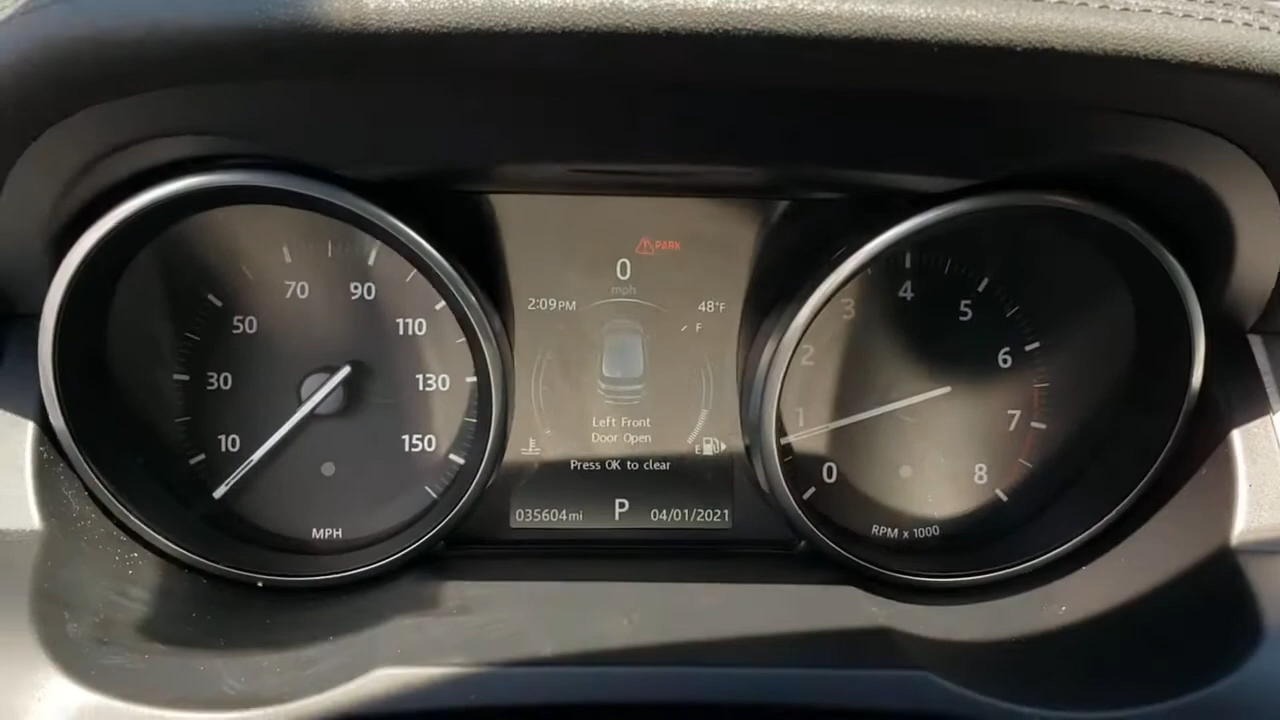 70 90
50 110
30 130
10 150
MPH
PARK
0
mph
2:09PM 48°F
F
Left Front
Door Open
E
Press OK to clear
035604mi P 04/01/2021
4
3 5
2 6
1 7
0 8
RPM x 1000